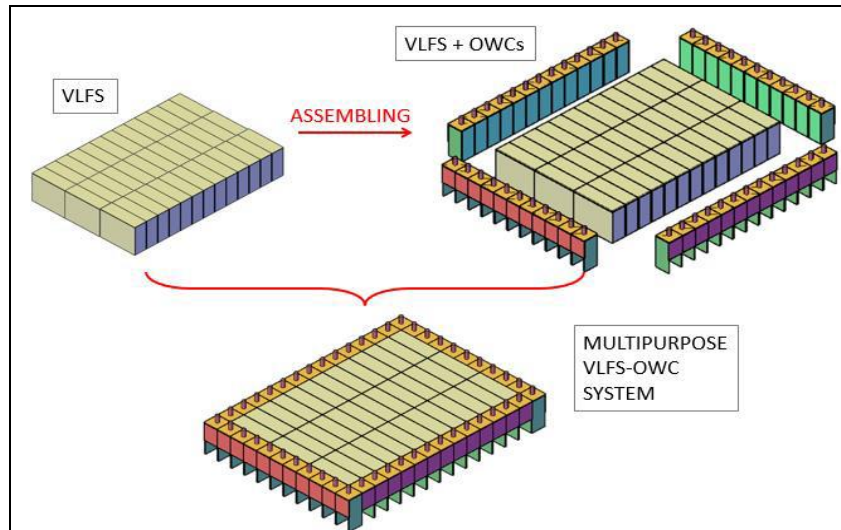 VLFS
ASSEMBLING
VLFS + OWCs
MULTIPURPOSE
VLFS-OWC
SYSTEM